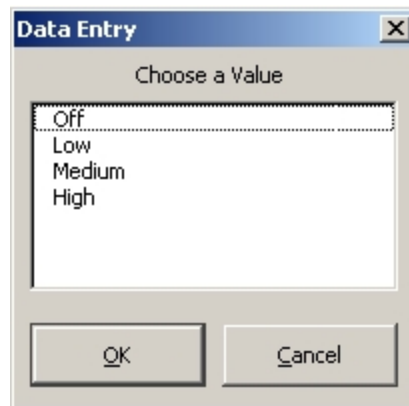 Data Entry
Choose a Value
Off
Low
Medium
High
OK Cancel